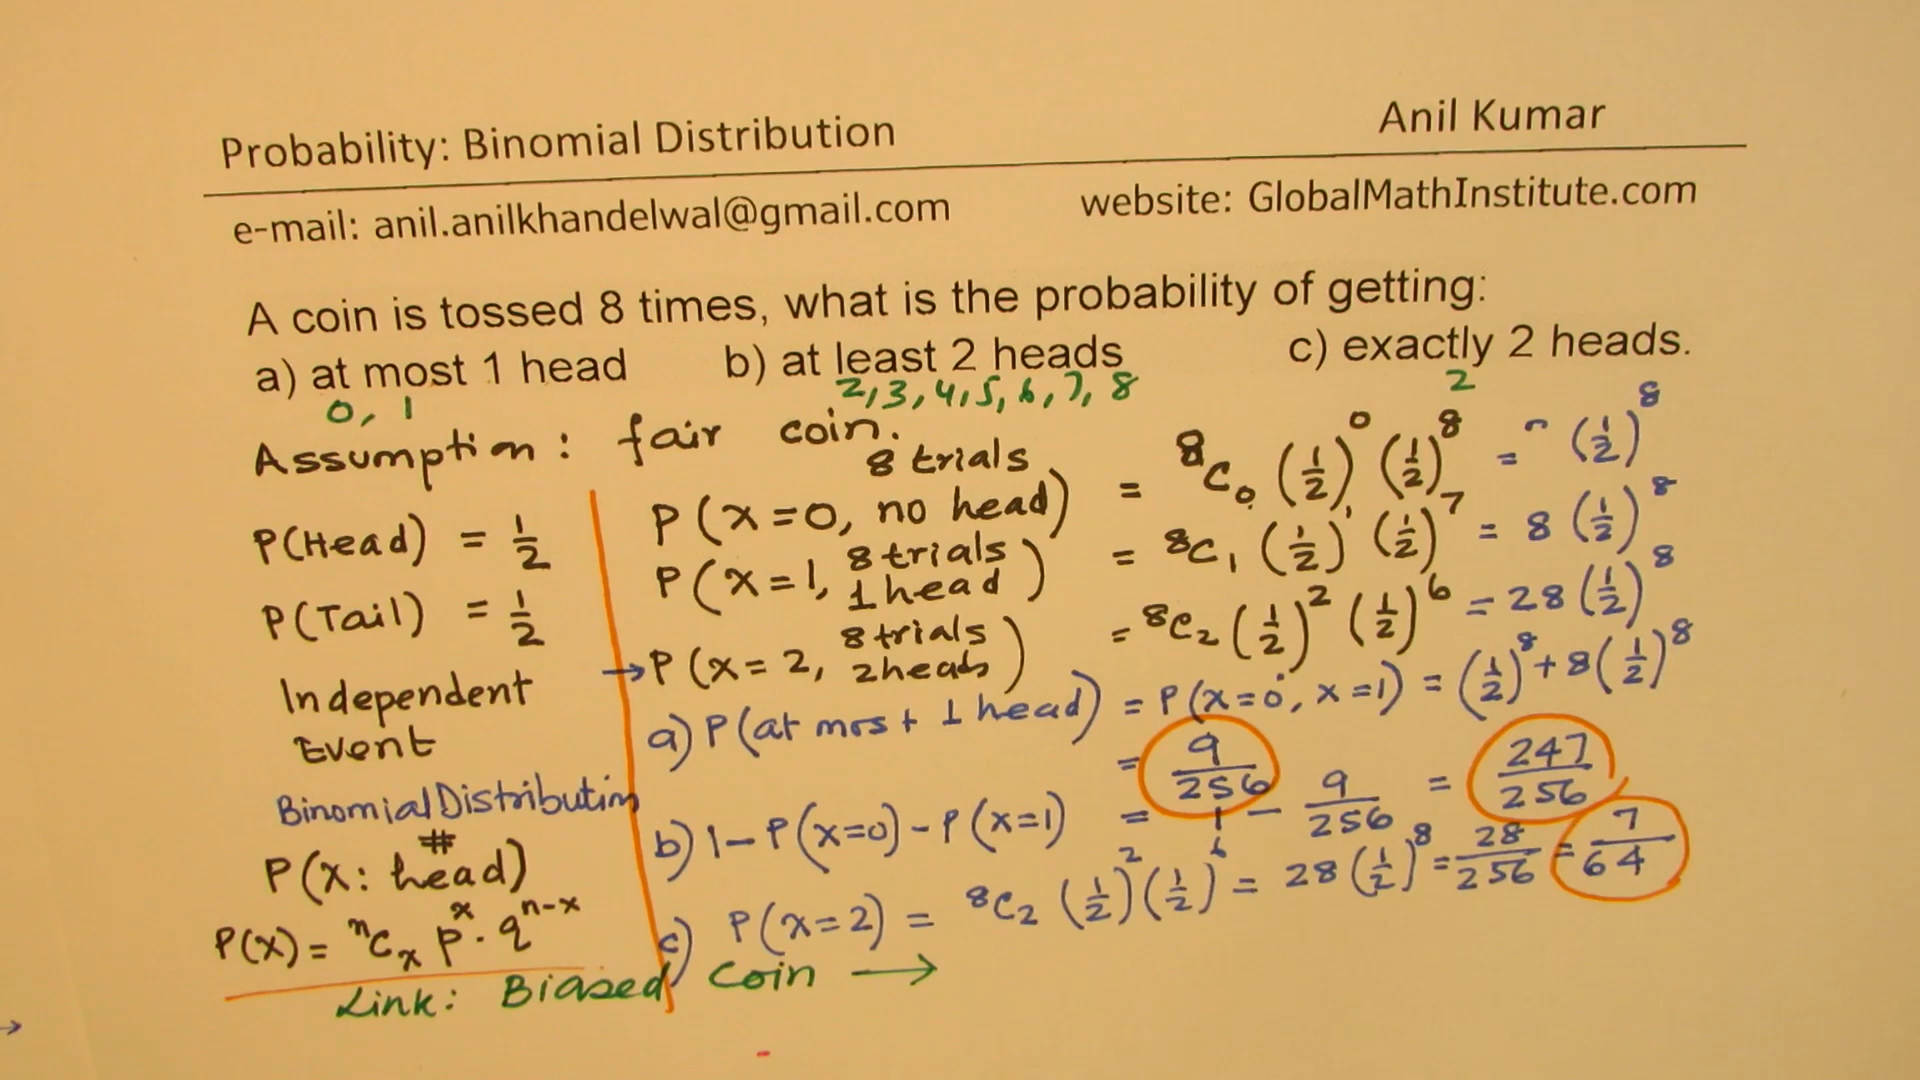 Probability: Binomial Distribution
Anil Kumar
e-mail: anil.anilkhandelwal@gmail.com
website: GlobalMathInstitute.com
A coin is tossed 8 times, what is the probability of getting:
a) at most 1 head b) at least 2 heads c) exactly 2 heads.
0, 1 2,3,4,5,6,7,8 2
Assumption: fair coin.
P(Head) = 1/2
P(Tail) = 1/2
Independent
Event
Binomial Distribution
#
P(X: head)
P(X) = ⁿCₓ pˣ · qⁿ⁻ˣ
8 trials
P(x=0, no head) = ⁸C₀ (1/2)⁰ (1/2)⁸ = (1/2)⁸
P(x=1, 8 trials 1 head) = ⁸C₁ (1/2)¹ (1/2)⁷ = 8 (1/2)⁸
→ P(x=2, 8 trials 2 heads) = ⁸C₂ (1/2)² (1/2)⁶ = 28 (1/2)⁸
a) P(at most 1 head) = P(x=0, x=1) = (1/2)⁸ + 8(1/2)⁸
= 9/256
b) 1 − P(x=0) − P(x=1) = 1 − 9/256 = 247/256
c) P(x=2) = ⁸C₂ (1/2)² (1/2)⁶ = 28 (1/2)⁸ = 28/256 = 7/64
Link: Biased Coin →